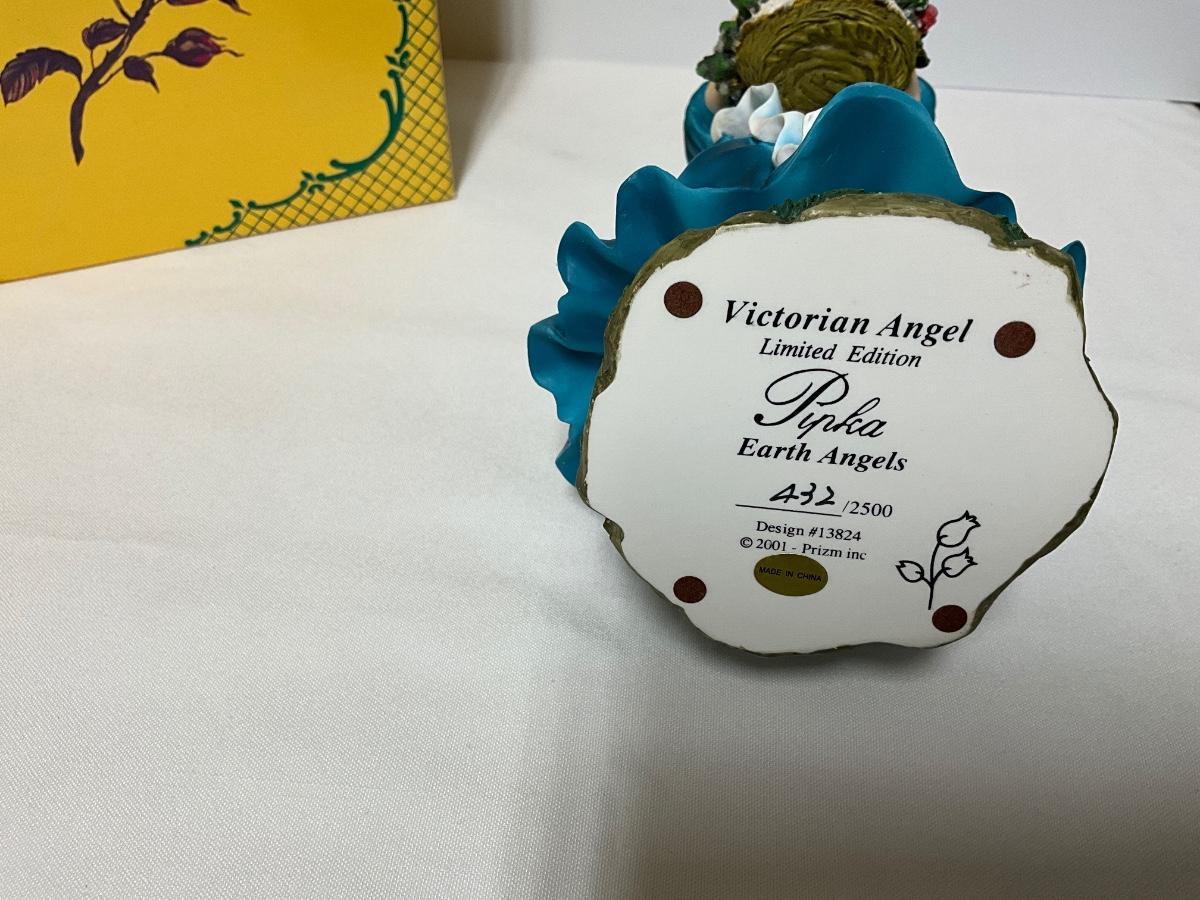 Victorian Angel
Limited Edition
Pipka
Earth Angels
432/2500
Design #13824
© 2001 - Prizm inc
MADE IN CHINA